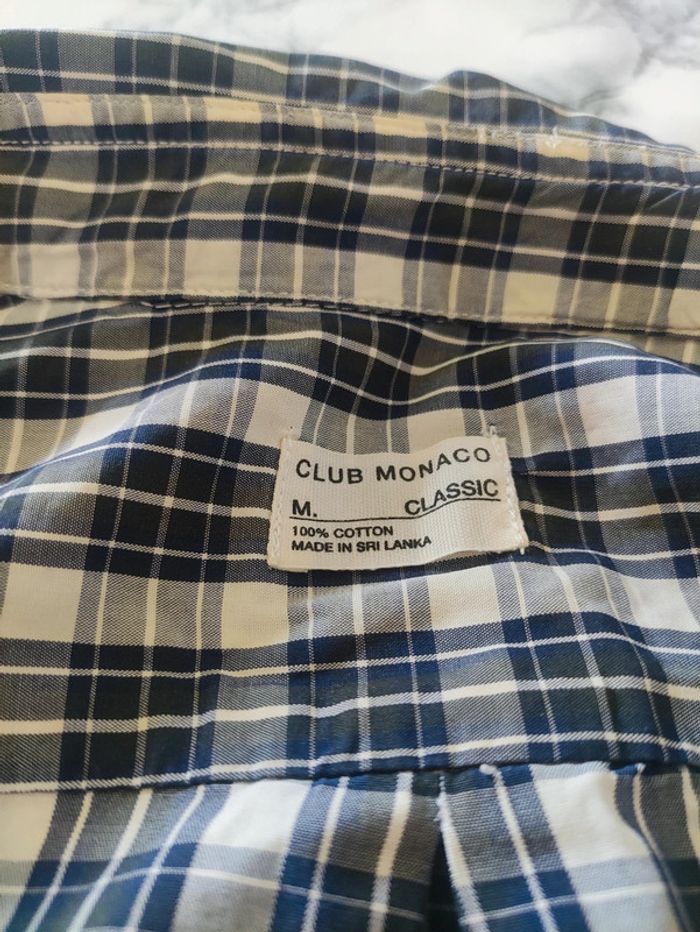 CLUB MONACO
M. CLASSIC
100% COTTON
MADE IN SRI LANKA